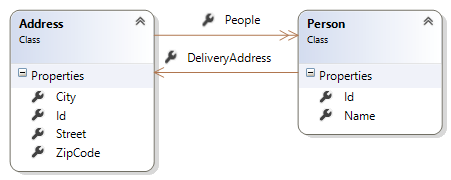 Address
Class
Properties
City
Id
Street
ZipCode
People
DeliveryAddress
Person
Class
Properties
Id
Name